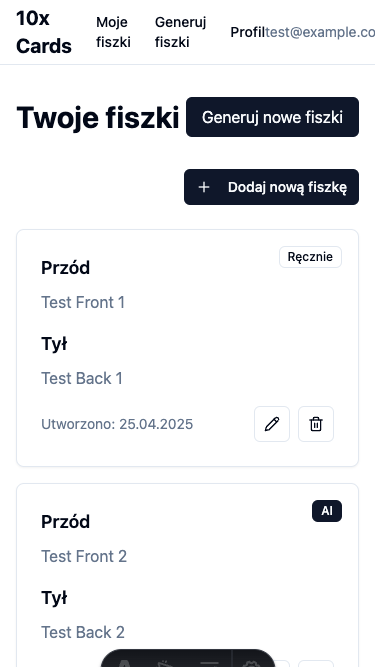 10x
Cards
Moje
fiszki
Generuj
fiszki
Profil
test@example.co
Twoje fiszki
Generuj nowe fiszki
Dodaj nową fiszkę
Ręcznie
Przód
Test Front 1
Tył
Test Back 1
Utworzono: 25.04.2025
AI
Przód
Test Front 2
Tył
Test Back 2